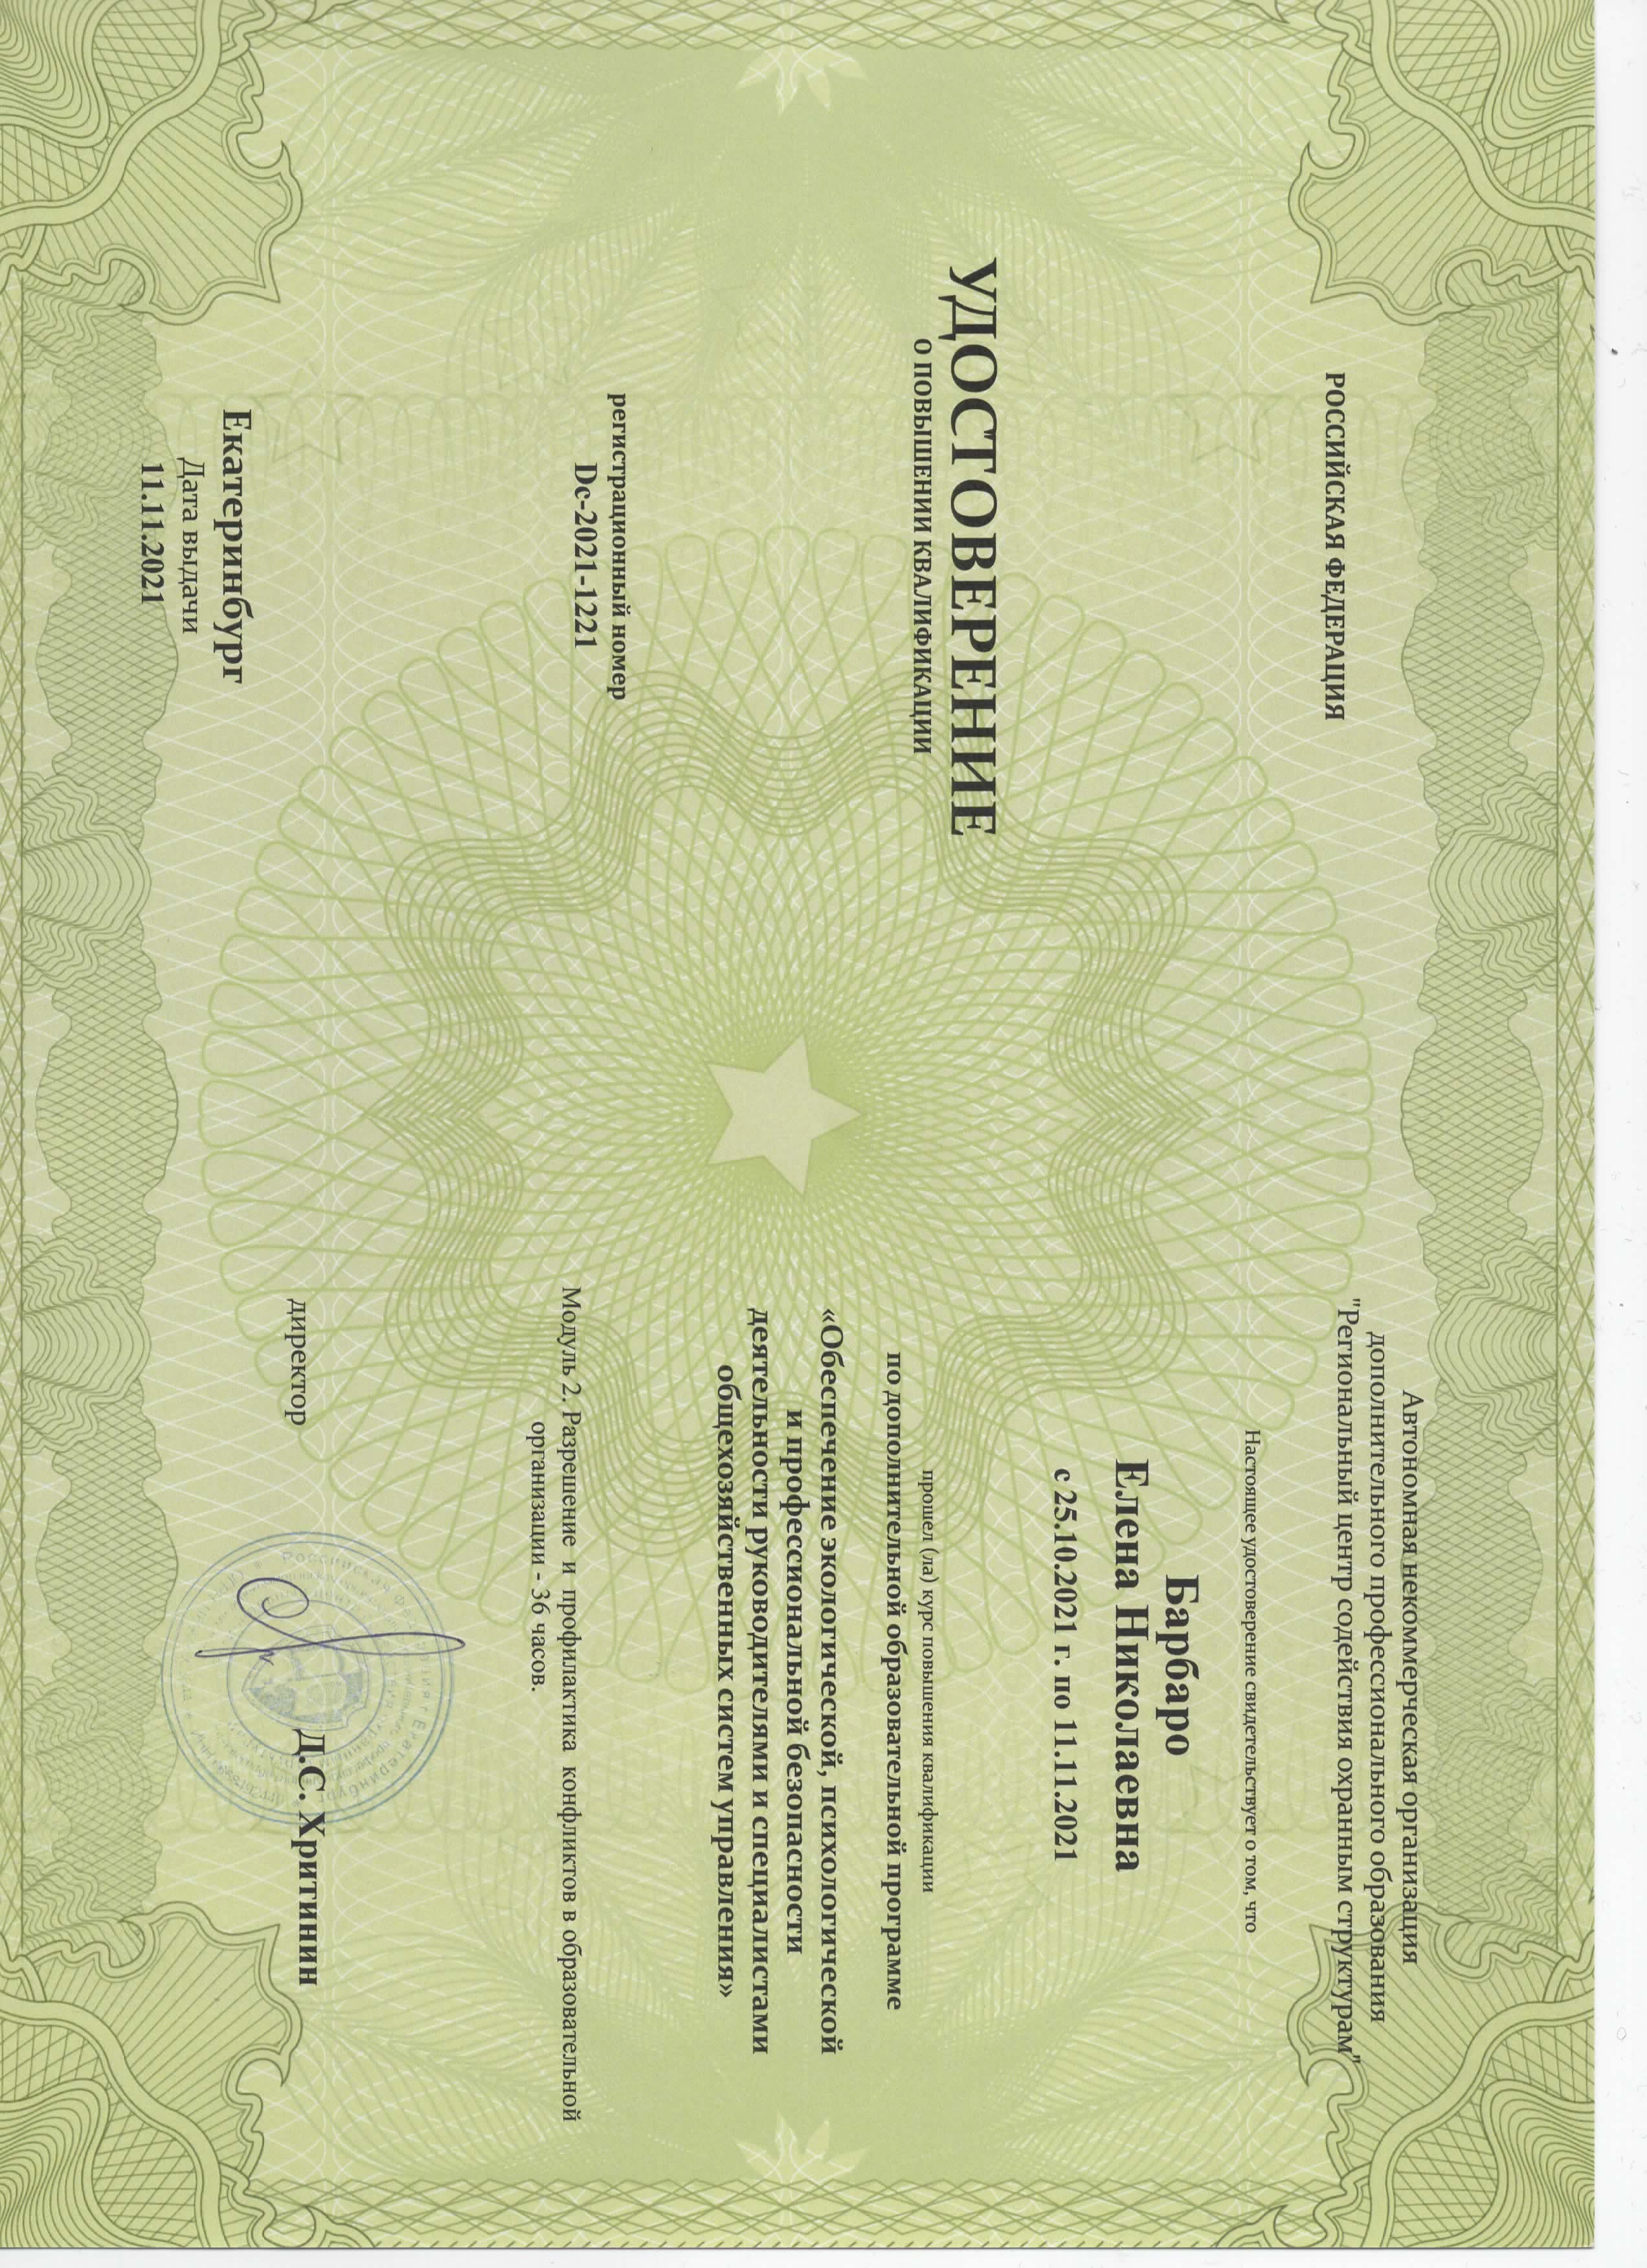 РОССИЙСКАЯ ФЕДЕРАЦИЯ
УДОСТОВЕРЕНИЕ
О ПОВЫШЕНИИ КВАЛИФИКАЦИИ
регистрационный номер
Dc-2021-1221
Екатеринбург
Дата выдачи
11.11.2021
Автономная некоммерческая организация
дополнительного профессионального образования
"Региональный центр содействия охранным структурам"
Настоящее удостоверение свидетельствует о том, что
Барбаро
Елена Николаевна
с 25.10.2021 г. по 11.11.2021
прошел (ла) курс повышения квалификации
по дополнительной образовательной программе
«Обеспечение экологической, психологической
и профессиональной безопасности
деятельности руководителями и специалистами
общехозяйственных систем управления»
Модуль 2. Разрешение и профилактика конфликтов в образовательной
организации - 36 часов.
директор
Д.С. Хритинин